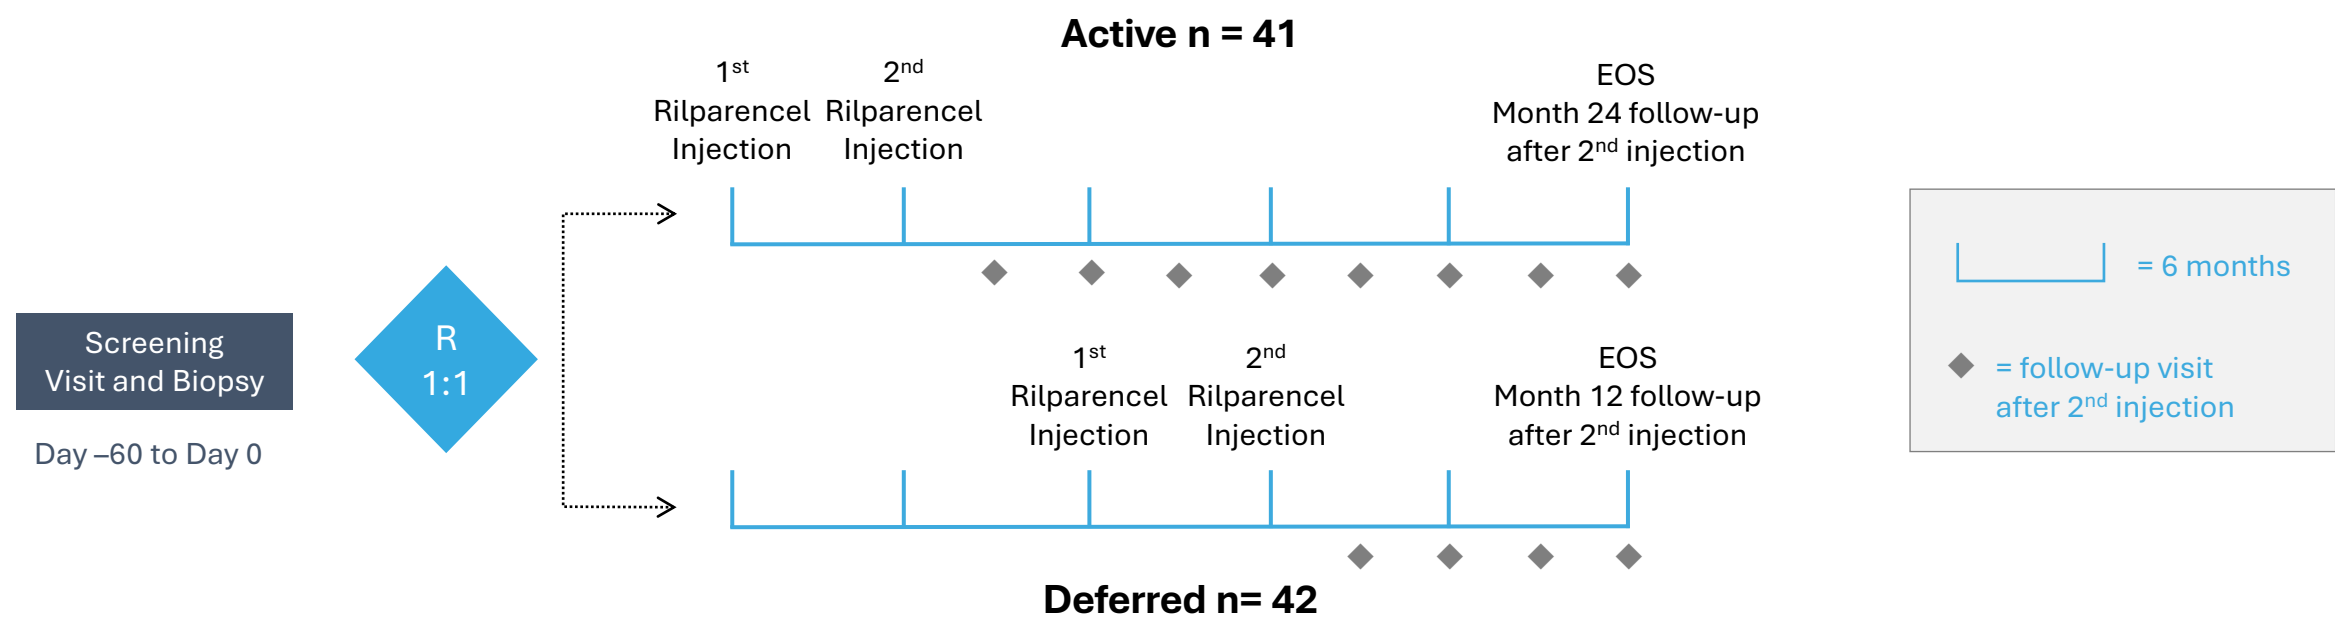 Active n = 41
1st
Rilparencel
Injection
2nd
Rilparencel
Injection
EOS
Month 24 follow-up
after 2nd injection
Screening
Visit and Biopsy
Day –60 to Day 0
R
1:1
1st
Rilparencel
Injection
2nd
Rilparencel
Injection
EOS
Month 12 follow-up
after 2nd injection
Deferred n= 42
= 6 months
= follow-up visit
after 2nd injection